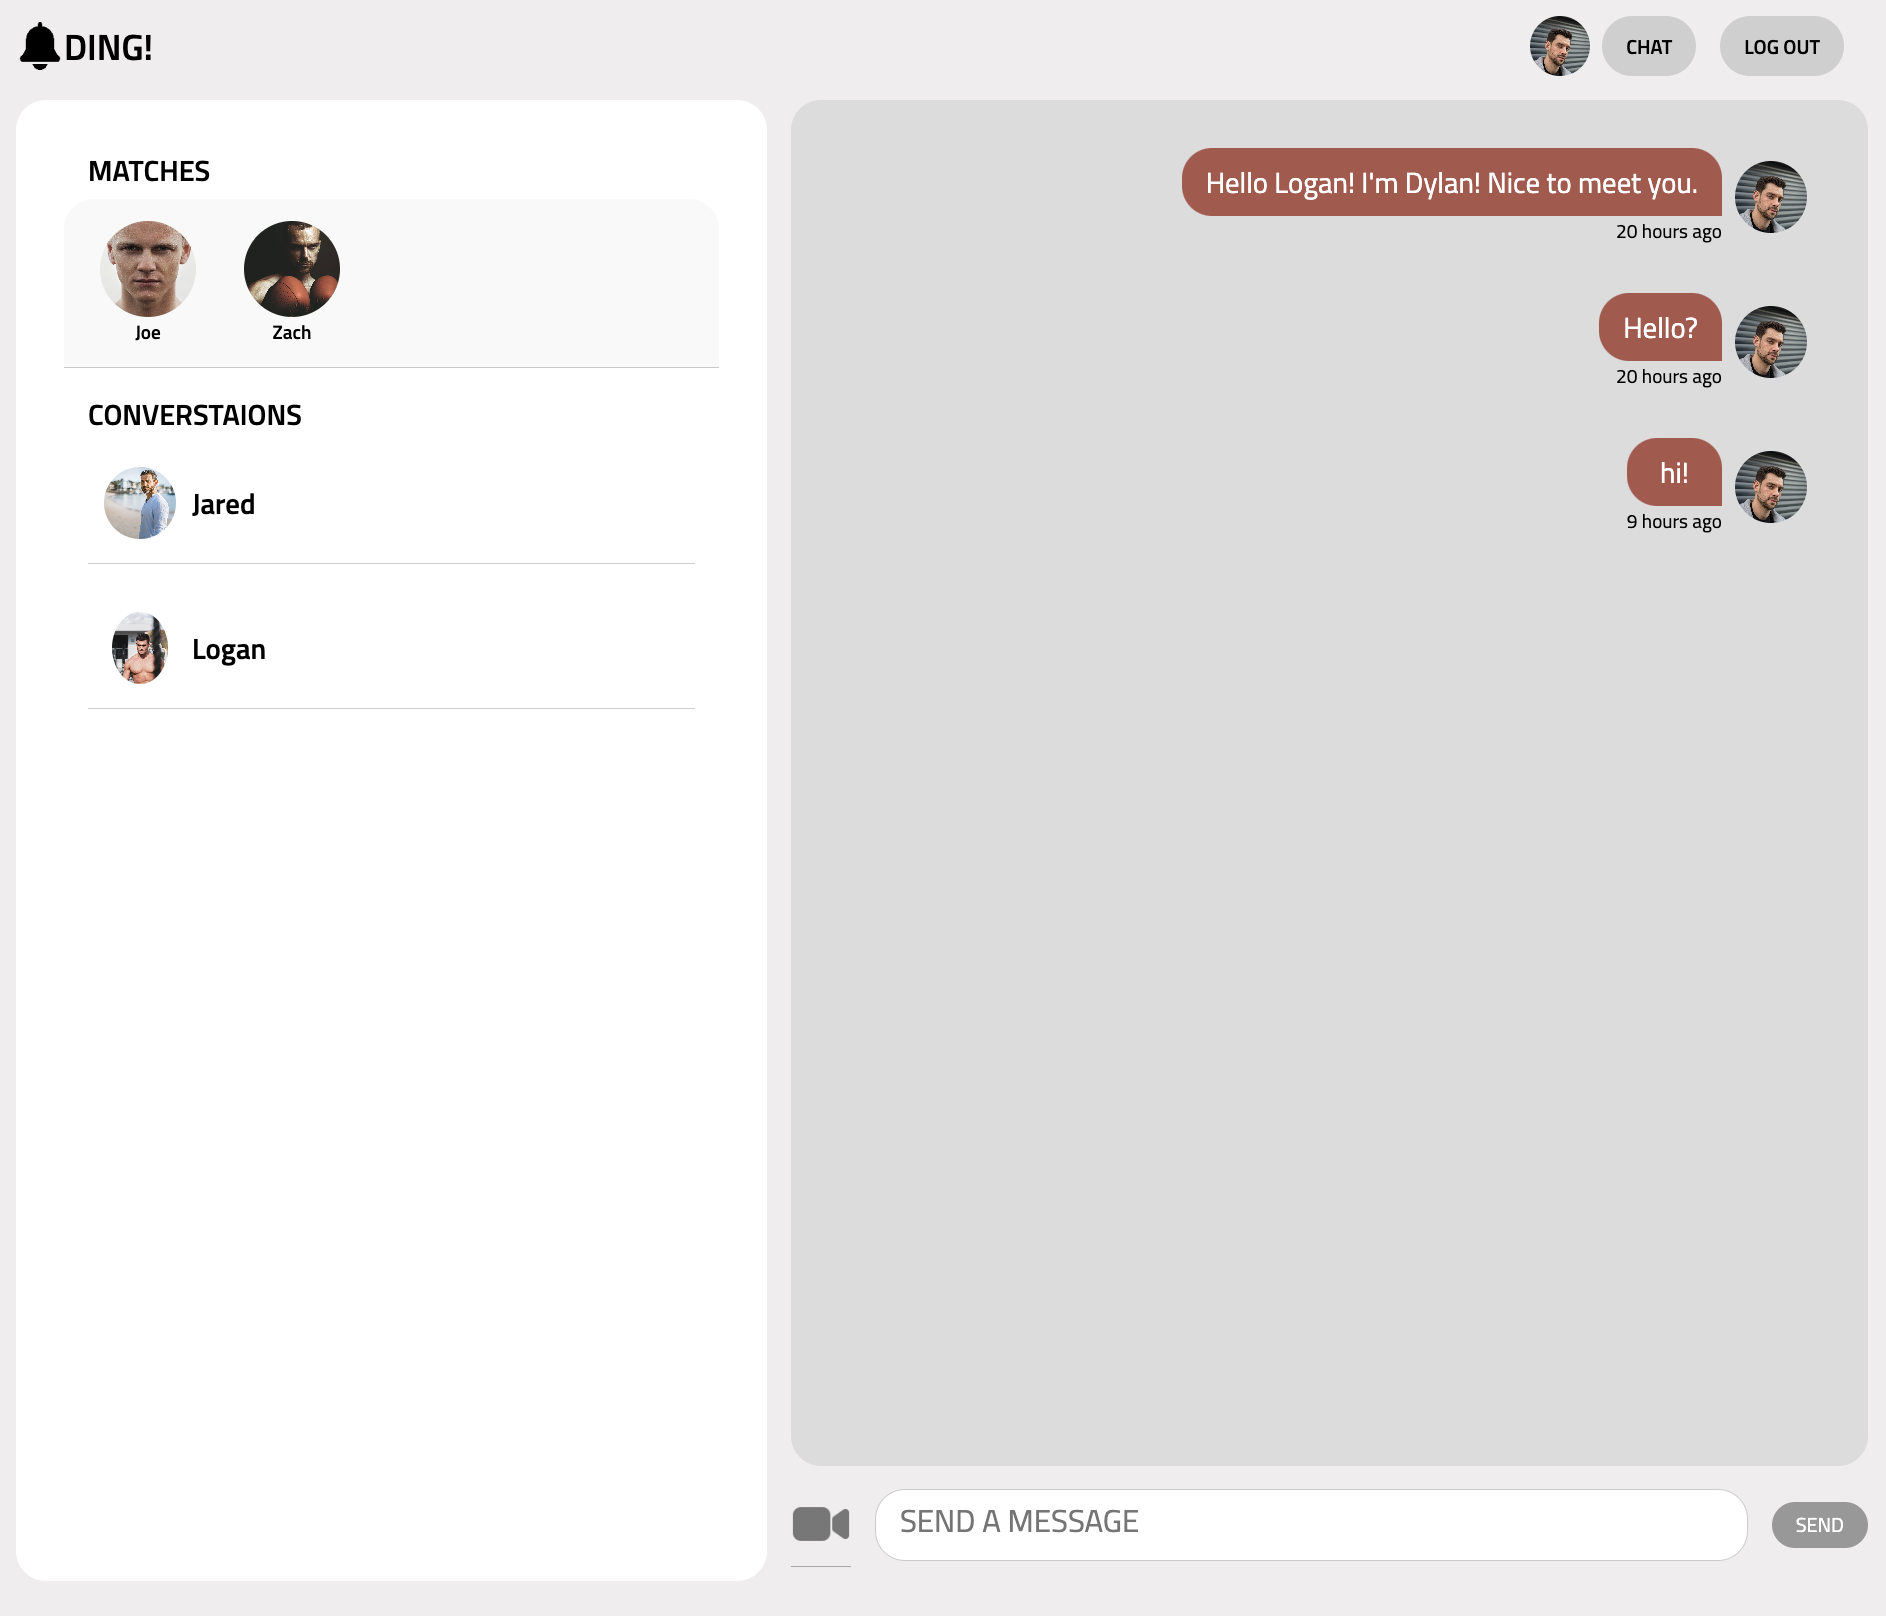 DING!
CHAT
LOG OUT
MATCHES
Joe
Zach
CONVERSTAIONS
Jared
Logan
Hello Logan! I'm Dylan! Nice to meet you.
20 hours ago
Hello?
20 hours ago
hi!
9 hours ago
SEND A MESSAGE
SEND